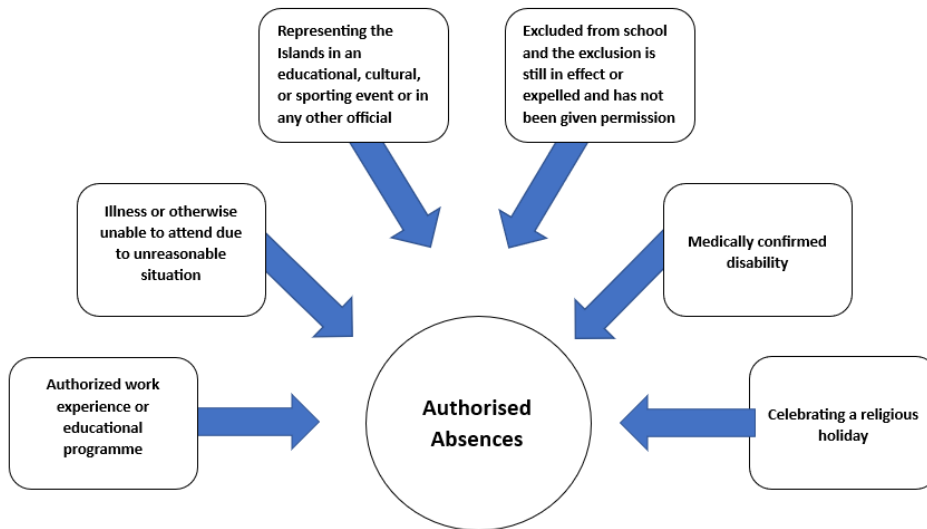 Representing the
Islands in an
educational, cultural,
or sporting event or in
any other official
Excluded from school
and the exclusion is
still in effect or
expelled and has not
been given permission
Illness or otherwise
unable to attend due
to unreasonable
situation
Medically confirmed
disability
Authorized work
experience or
educational
programme
Authorised
Absences
Celebrating a religious
holiday